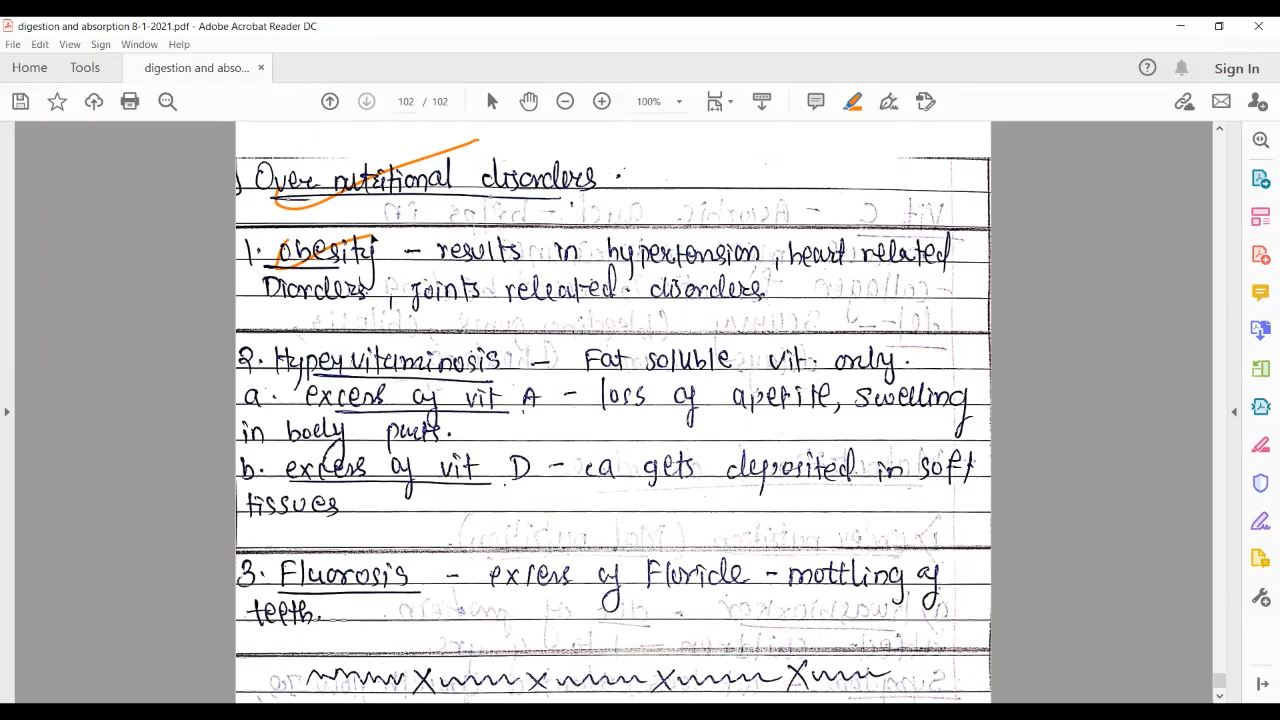 digestion and absorption 8-1-2021.pdf - Adobe Acrobat Reader DC
File Edit View Sign Window Help
Home Tools digestion and abso... × Sign In
102 / 102 100%
) Over nutritional disorders.
1. obesity - results in hypertension, heart related
Diorders, joints releated. disorders.
2. Hypervitaminosis - Fat soluble vit. only.
a. excess of vit A - loss of apetite, swelling
in body parts.
b. excess of vit D - ca gets deposited in soft
tissues
3. Fluorosis - excess of Floride - mottling of
teeth.